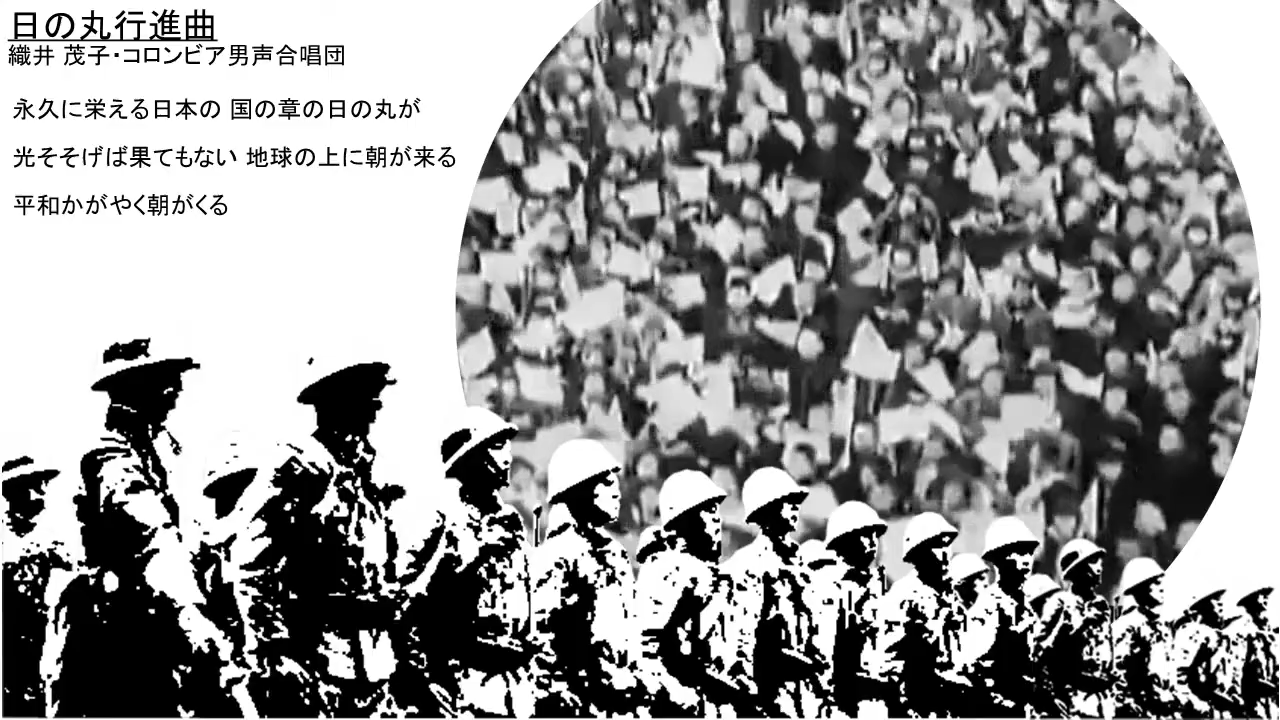 日の丸行進曲
織井 茂子・コロンビア男声合唱団
永久に栄える日本の 国の章の日の丸が
光そそげば果てもない 地球の上に朝が来る
平和かがやく朝がくる